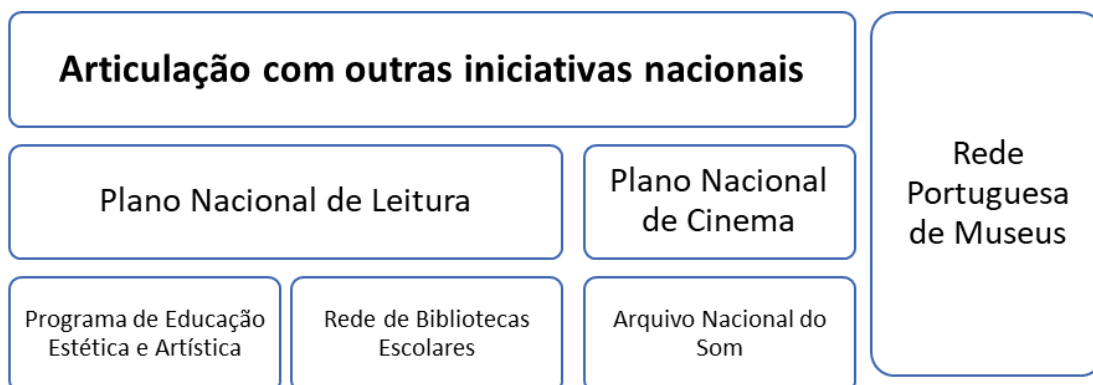 Articulação com outras iniciativas nacionais
Plano Nacional de Leitura
Plano Nacional
de Cinema
Rede
Portuguesa
de Museus
Programa de Educação
Estética e Artística
Rede de Bibliotecas
Escolares
Arquivo Nacional do
Som